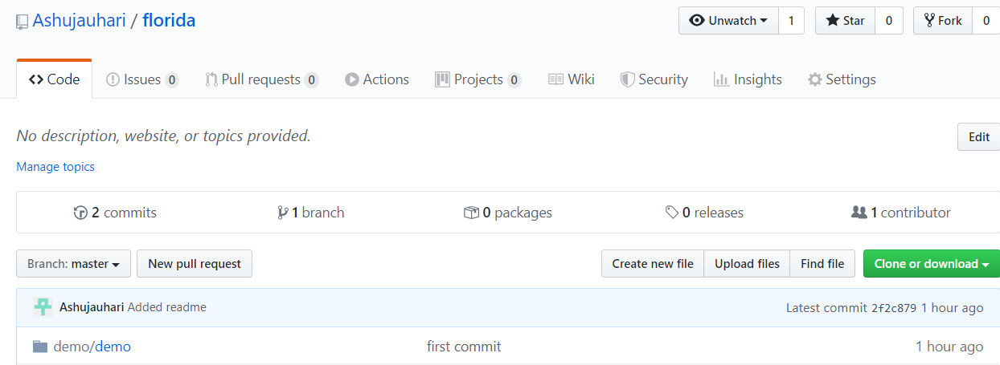 Ashujauhari / florida
Unwatch 1 Star 0 Fork 0
Code Issues 0 Pull requests 0 Actions Projects 0 Wiki Security Insights Settings
No description, website, or topics provided. Edit
Manage topics
2 commits 1 branch 0 packages 0 releases 1 contributor
Branch: master New pull request Create new file Upload files Find file Clone or download
Ashujauhari Added readme Latest commit 2f2c879 1 hour ago
demo/demo first commit 1 hour ago